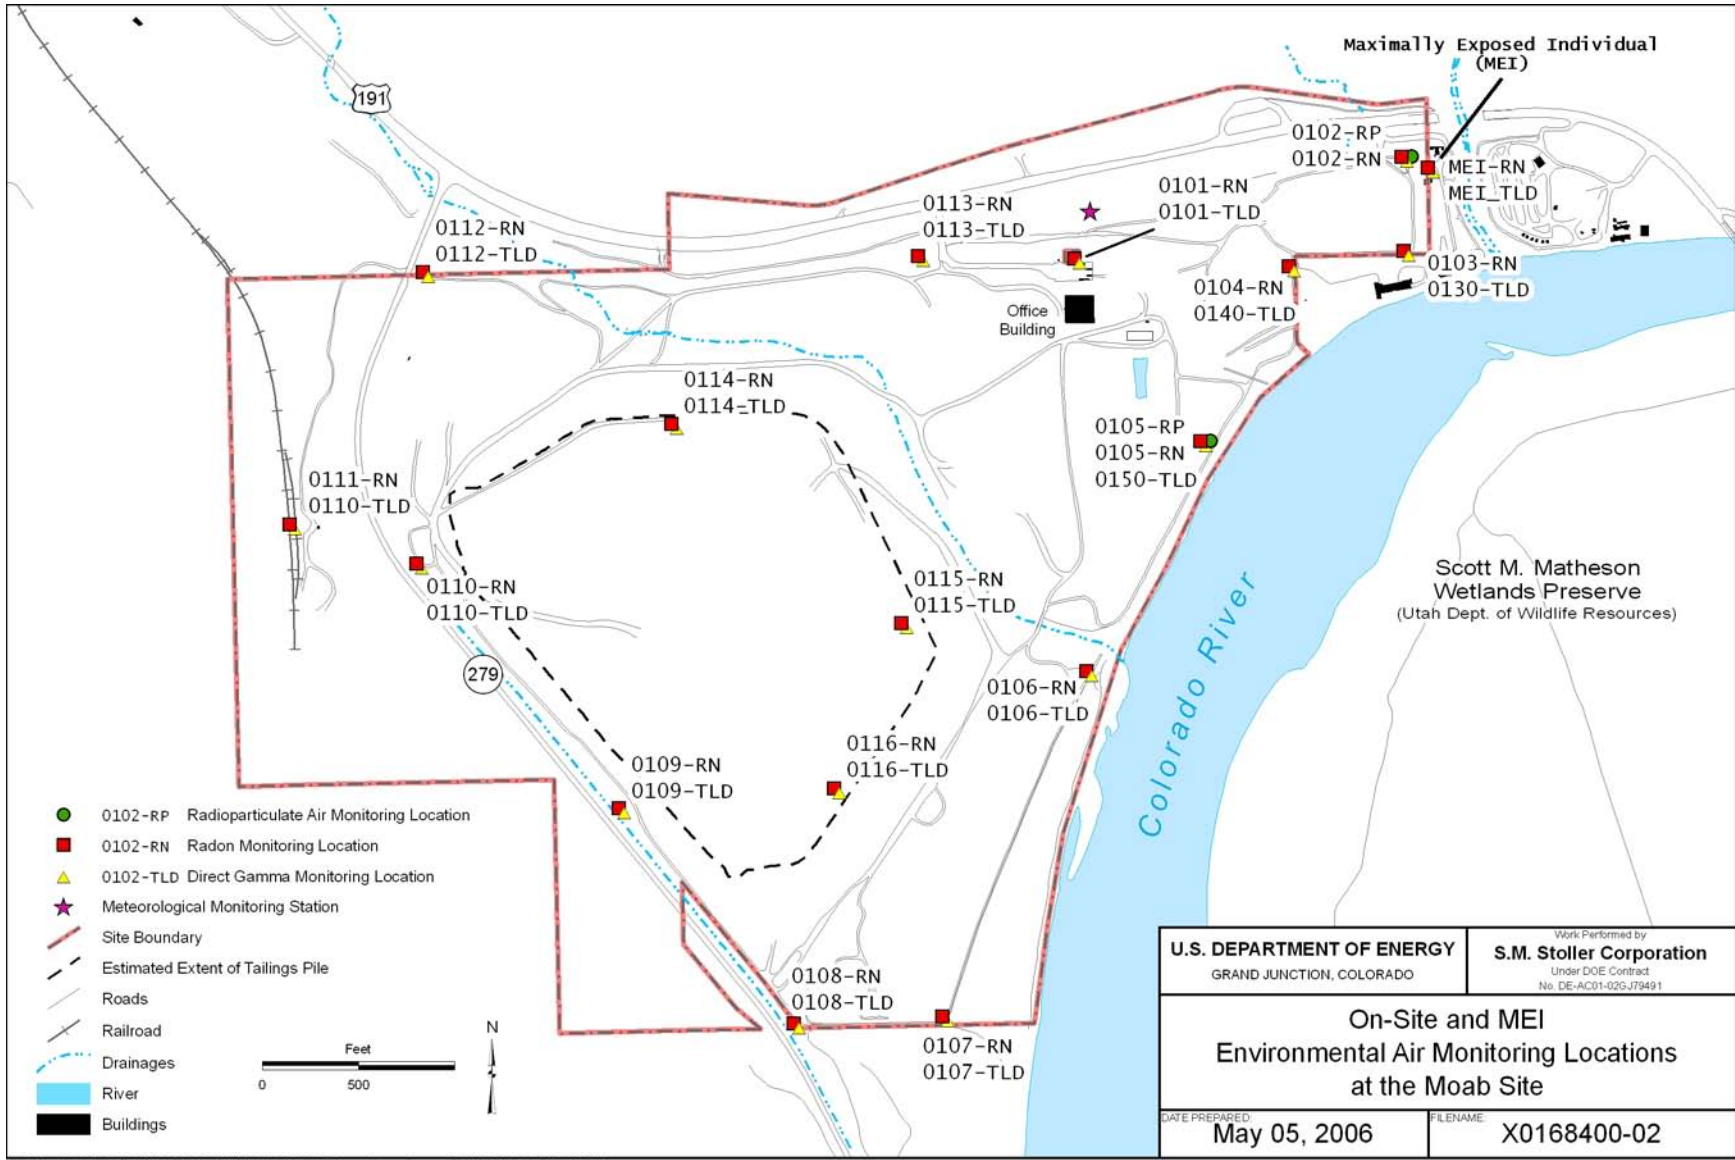 Maximally Exposed Individual
(MEI)
191
0102-RP
0102-RN
MEI-RN
MEI_TLD
0101-RN
0101-TLD
0113-RN
0113-TLD
0112-RN
0112-TLD
0103-RN
0130-TLD
0104-RN
0140-TLD
Office
Building
0114-RN
0114-TLD
0105-RP
0105-RN
0150-TLD
0111-RN
0110-TLD
Scott M. Matheson
Wetlands Preserve
(Utah Dept. of Wildlife Resources)
0110-RN
0110-TLD
0115-RN
0115-TLD
279
Colorado River
0106-RN
0106-TLD
0116-RN
0116-TLD
0109-RN
0109-TLD
0108-RN
0108-TLD
0107-RN
0107-TLD
0102-RP Radioparticulate Air Monitoring Location
0102-RN Radon Monitoring Location
0102-TLD Direct Gamma Monitoring Location
Meteorological Monitoring Station
Site Boundary
Estimated Extent of Tailings Pile
Roads
Railroad
Drainages
River
Buildings
Feet
0 500
N
U.S. DEPARTMENT OF ENERGY
GRAND JUNCTION, COLORADO
Work Performed by
S.M. Stoller Corporation
Under DOE Contract
No. DE-AC01-02GJ79491
On-Site and MEI
Environmental Air Monitoring Locations
at the Moab Site
DATE PREPARED:
May 05, 2006
FILENAME:
X0168400-02